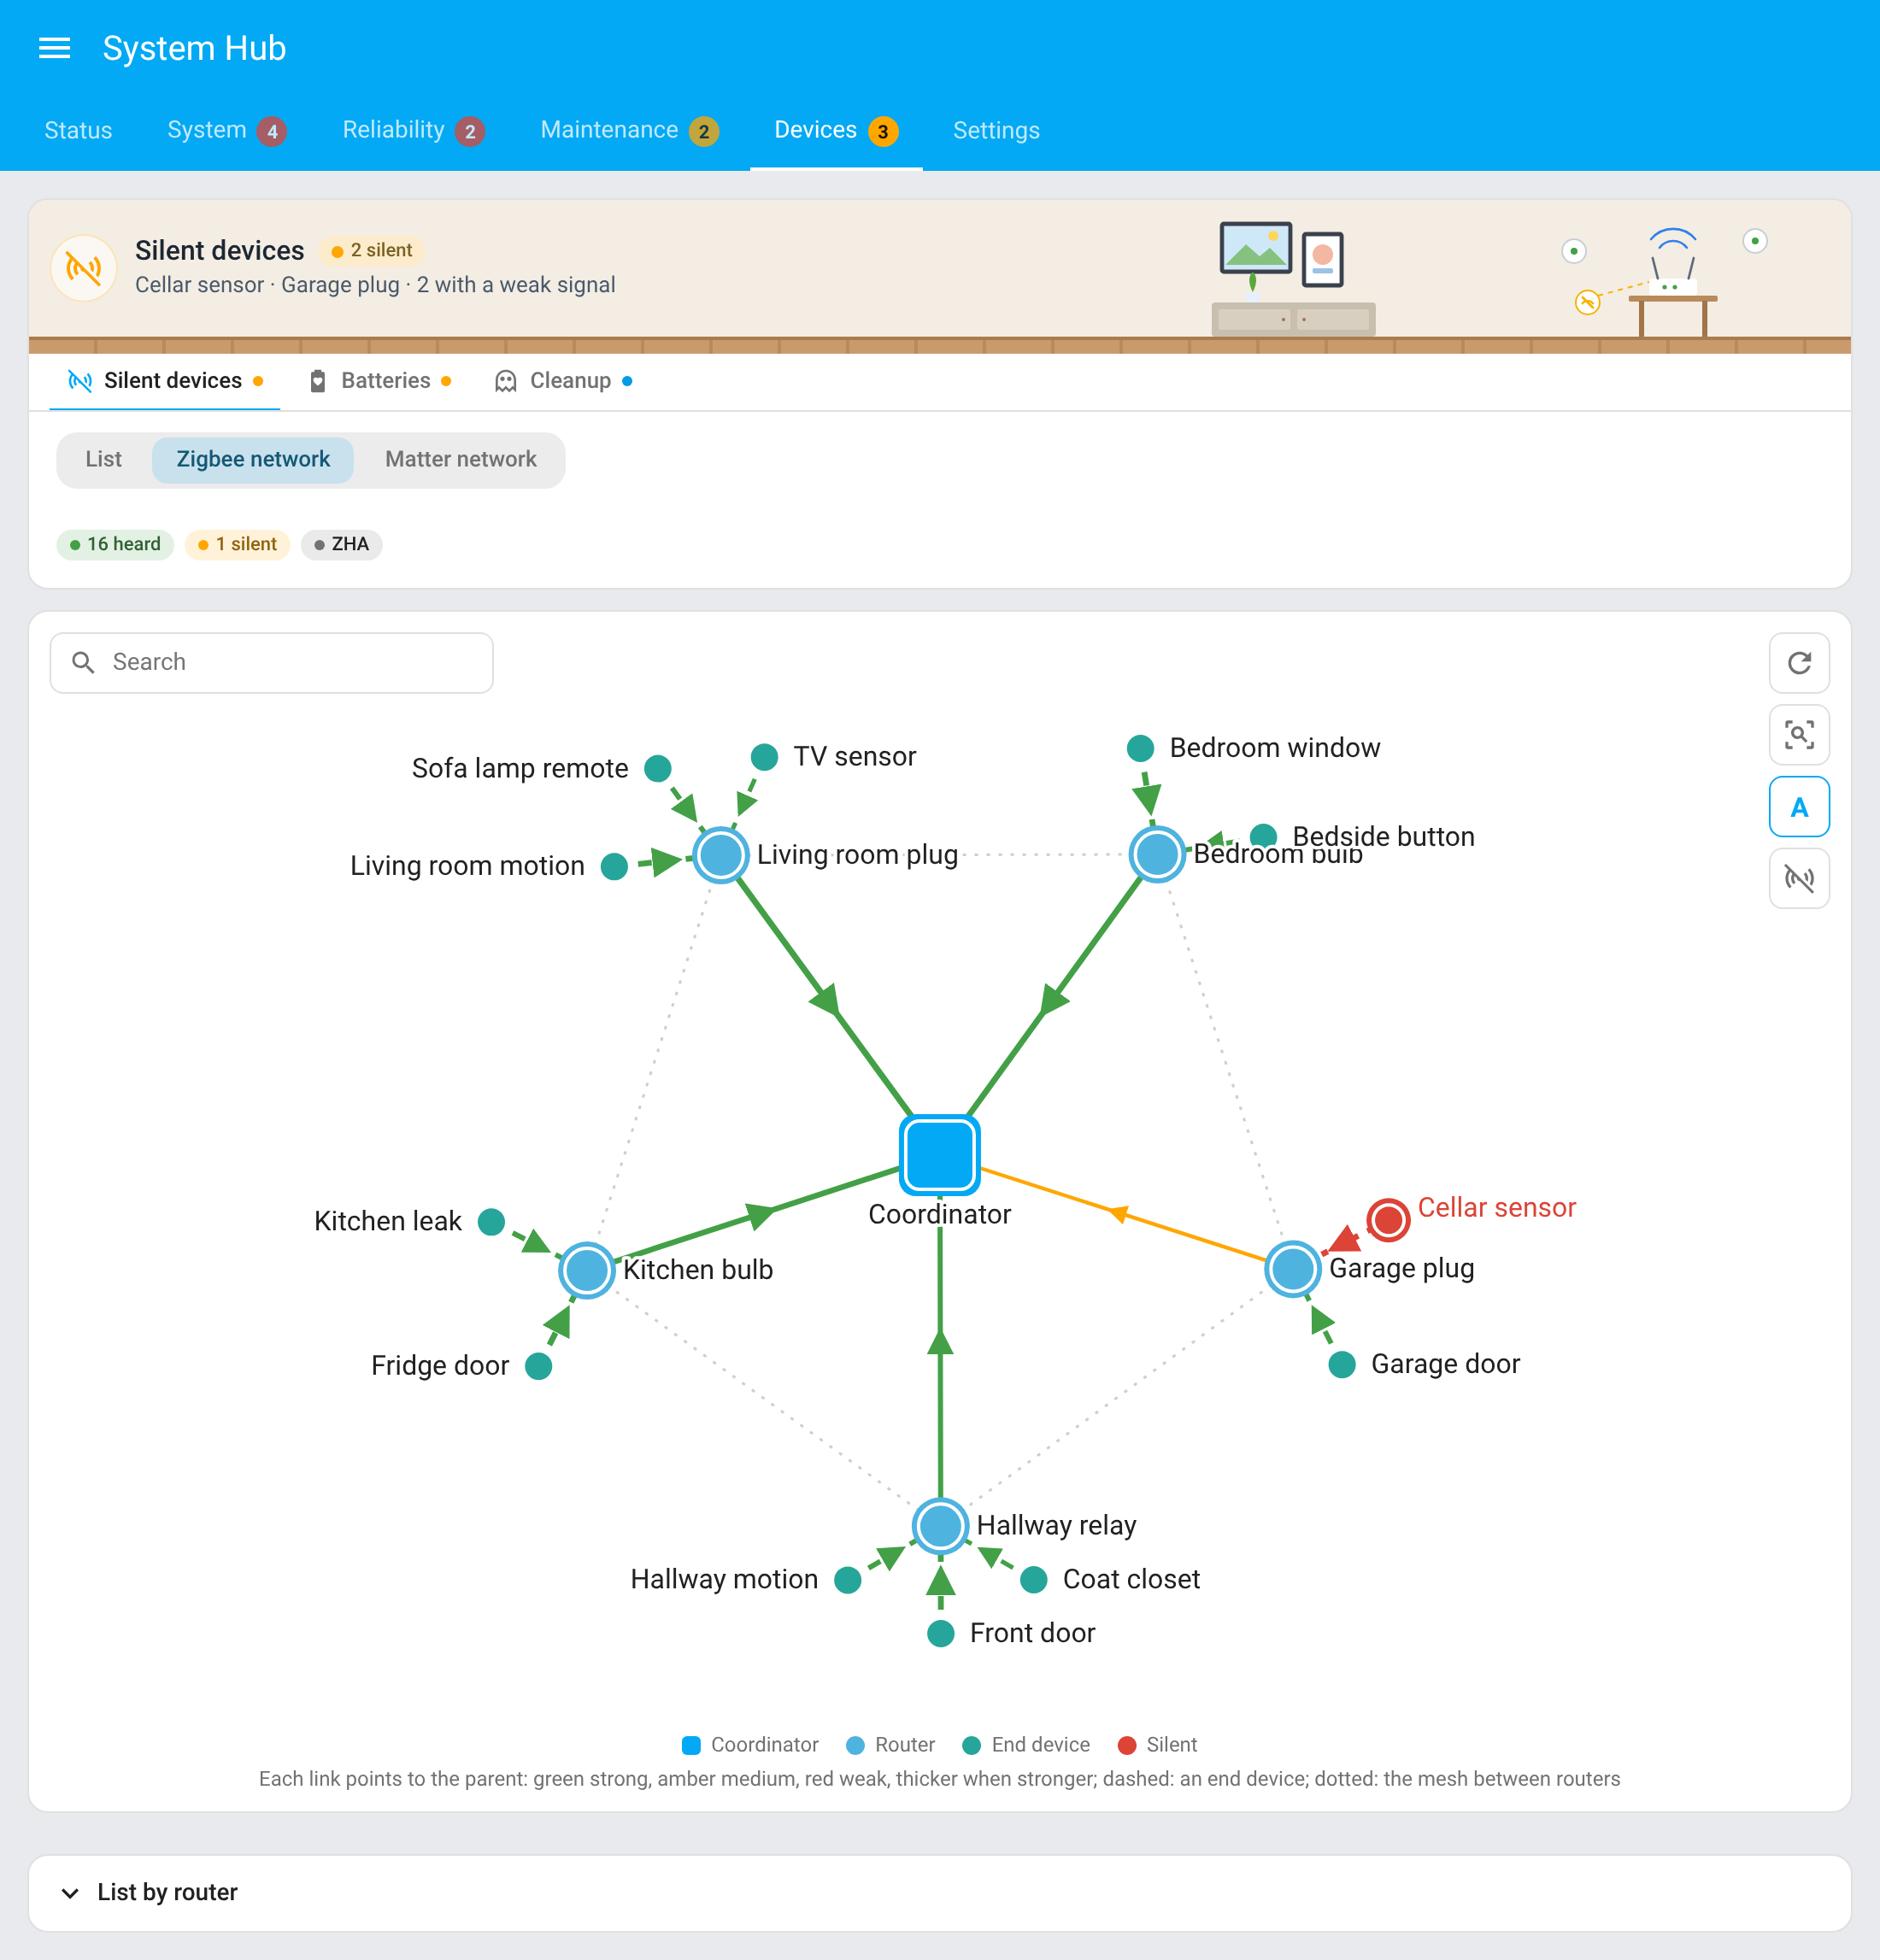 System Hub
Status
System 4
Reliability 2
Maintenance 2
Devices 3
Settings
Silent devices
2 silent
Cellar sensor · Garage plug · 2 with a weak signal
Silent devices
Batteries
Cleanup
List
Zigbee network
Matter network
16 heard
1 silent
ZHA
Search
A
Sofa lamp remote
TV sensor
Bedroom window
Living room motion
Living room plug
Bedside button
Bedroom bulb
Coordinator
Kitchen leak
Cellar sensor
Kitchen bulb
Garage plug
Fridge door
Garage door
Hallway relay
Hallway motion
Coat closet
Front door
Coordinator
Router
End device
Silent
Each link points to the parent: green strong, amber medium, red weak, thicker when stronger; dashed: an end device; dotted: the mesh between routers
List by router